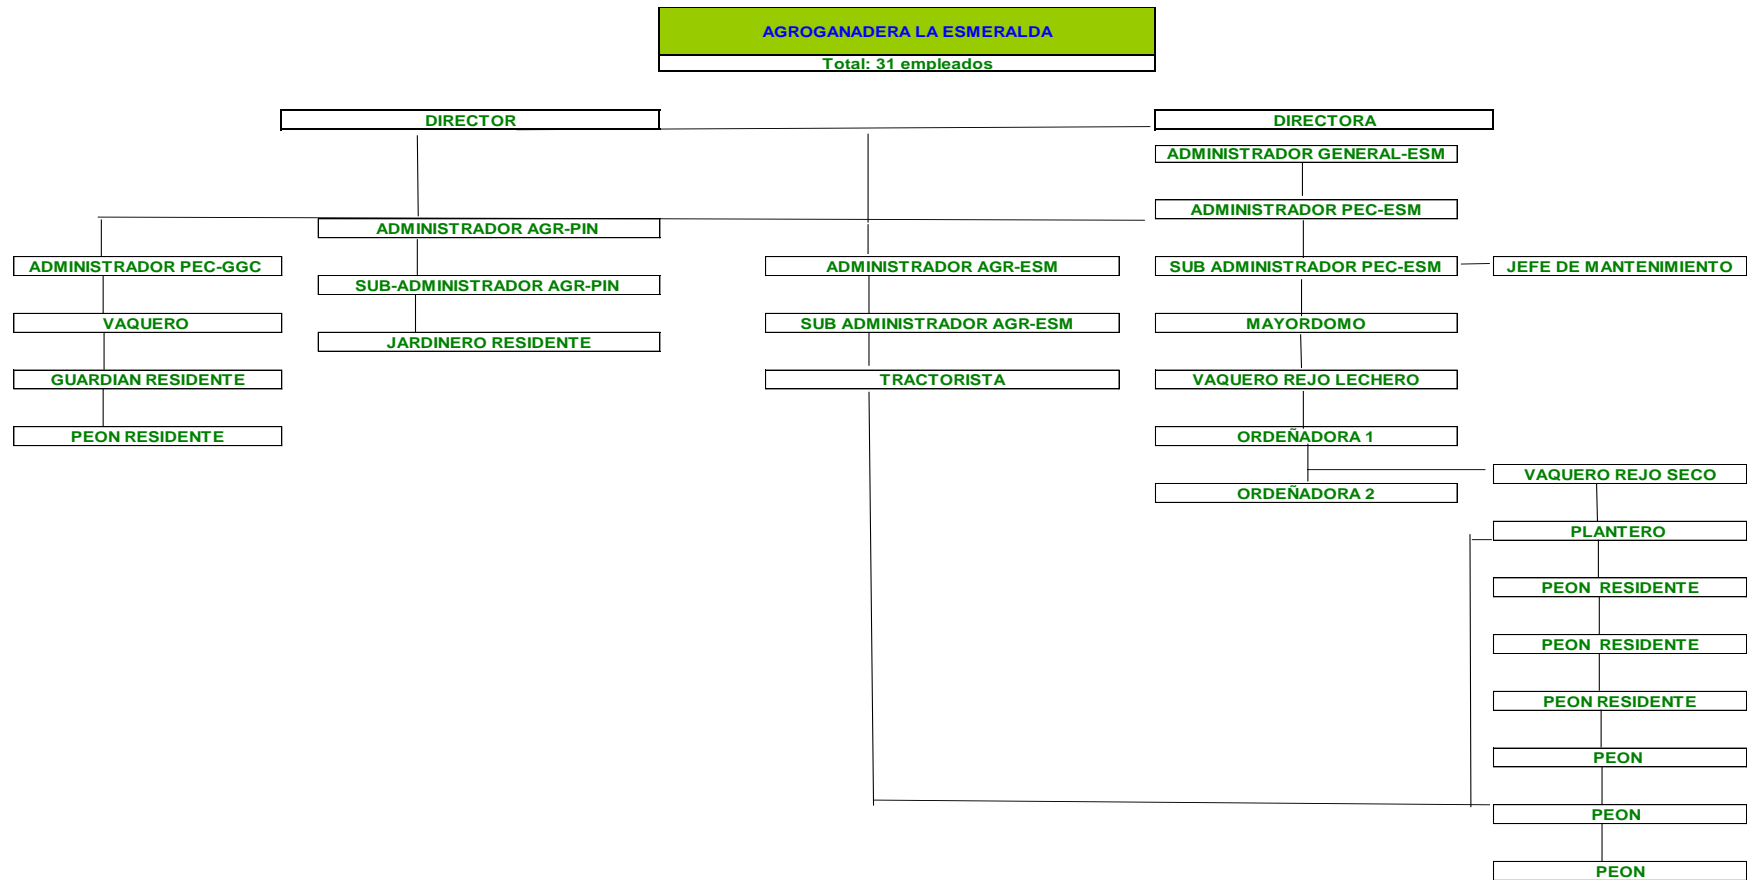 AGROGANADERA LA ESMERALDA
Total: 31 empleados
DIRECTOR
DIRECTORA
ADMINISTRADOR GENERAL-ESM
ADMINISTRADOR PEC-ESM
ADMINISTRADOR AGR-PIN
ADMINISTRADOR PEC-GGC
ADMINISTRADOR AGR-ESM
SUB ADMINISTRADOR PEC-ESM
JEFE DE MANTENIMIENTO
SUB-ADMINISTRADOR AGR-PIN
VAQUERO
SUB ADMINISTRADOR AGR-ESM
MAYORDOMO
JARDINERO RESIDENTE
GUARDIAN RESIDENTE
TRACTORISTA
VAQUERO REJO LECHERO
PEON RESIDENTE
ORDEÑADORA 1
VAQUERO REJO SECO
ORDEÑADORA 2
PLANTERO
PEON RESIDENTE
PEON RESIDENTE
PEON RESIDENTE
PEON
PEON
PEON